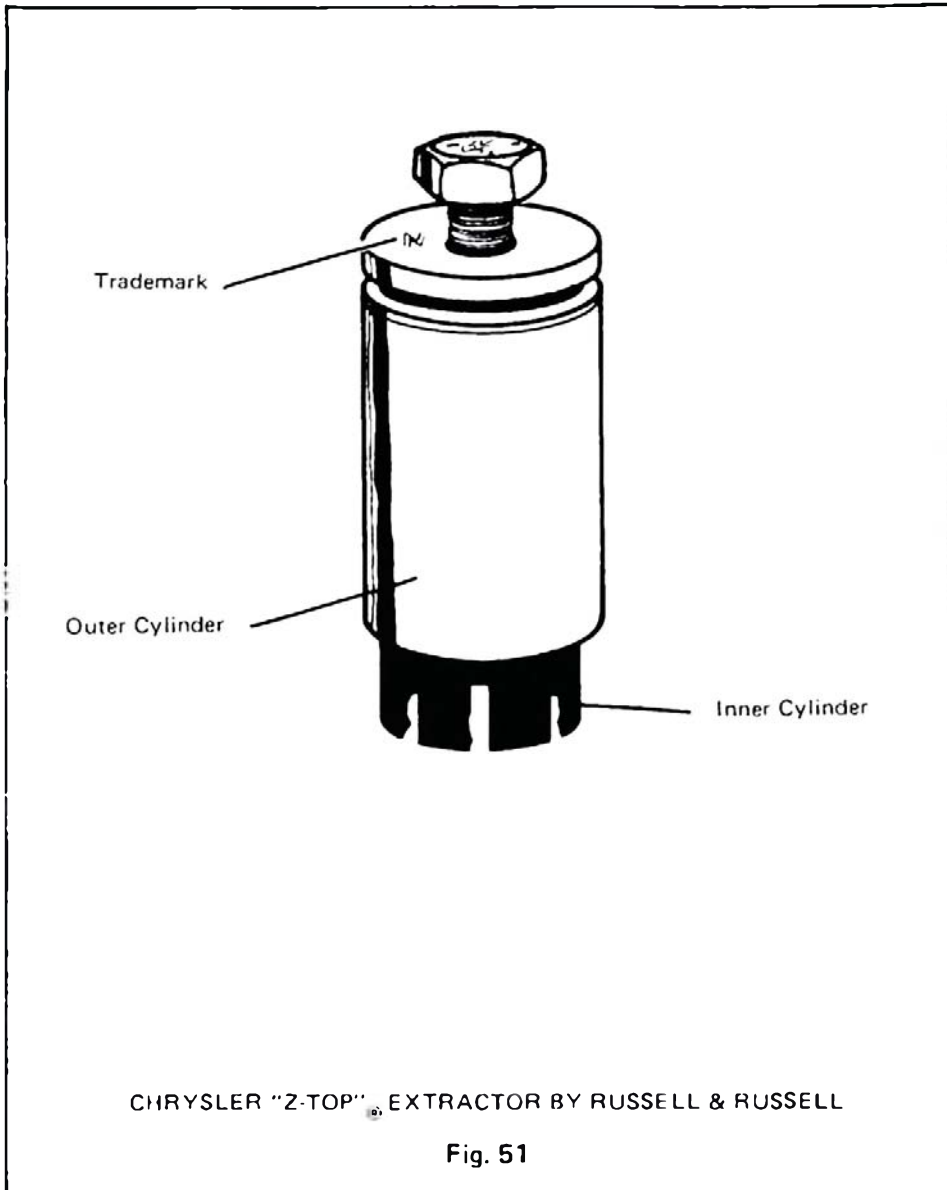 Trademark
Outer Cylinder
Inner Cylinder
CHRYSLER "Z-TOP" EXTRACTOR BY RUSSELL & RUSSELL
Fig. 51